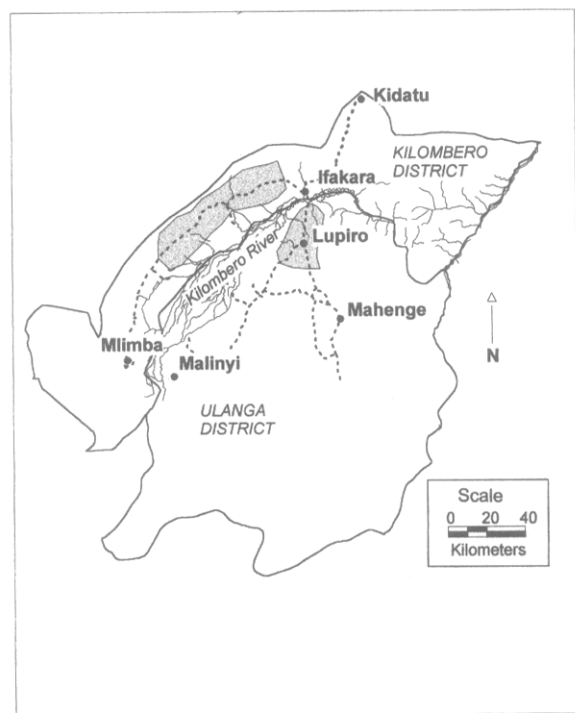 Kidatu
KILOMBERO
DISTRICT
Ifakara
Lupiro
Kilombero River
Mahenge
N
Mlimba
Malinyi
ULANGA
DISTRICT
Scale
0 20 40
Kilometers